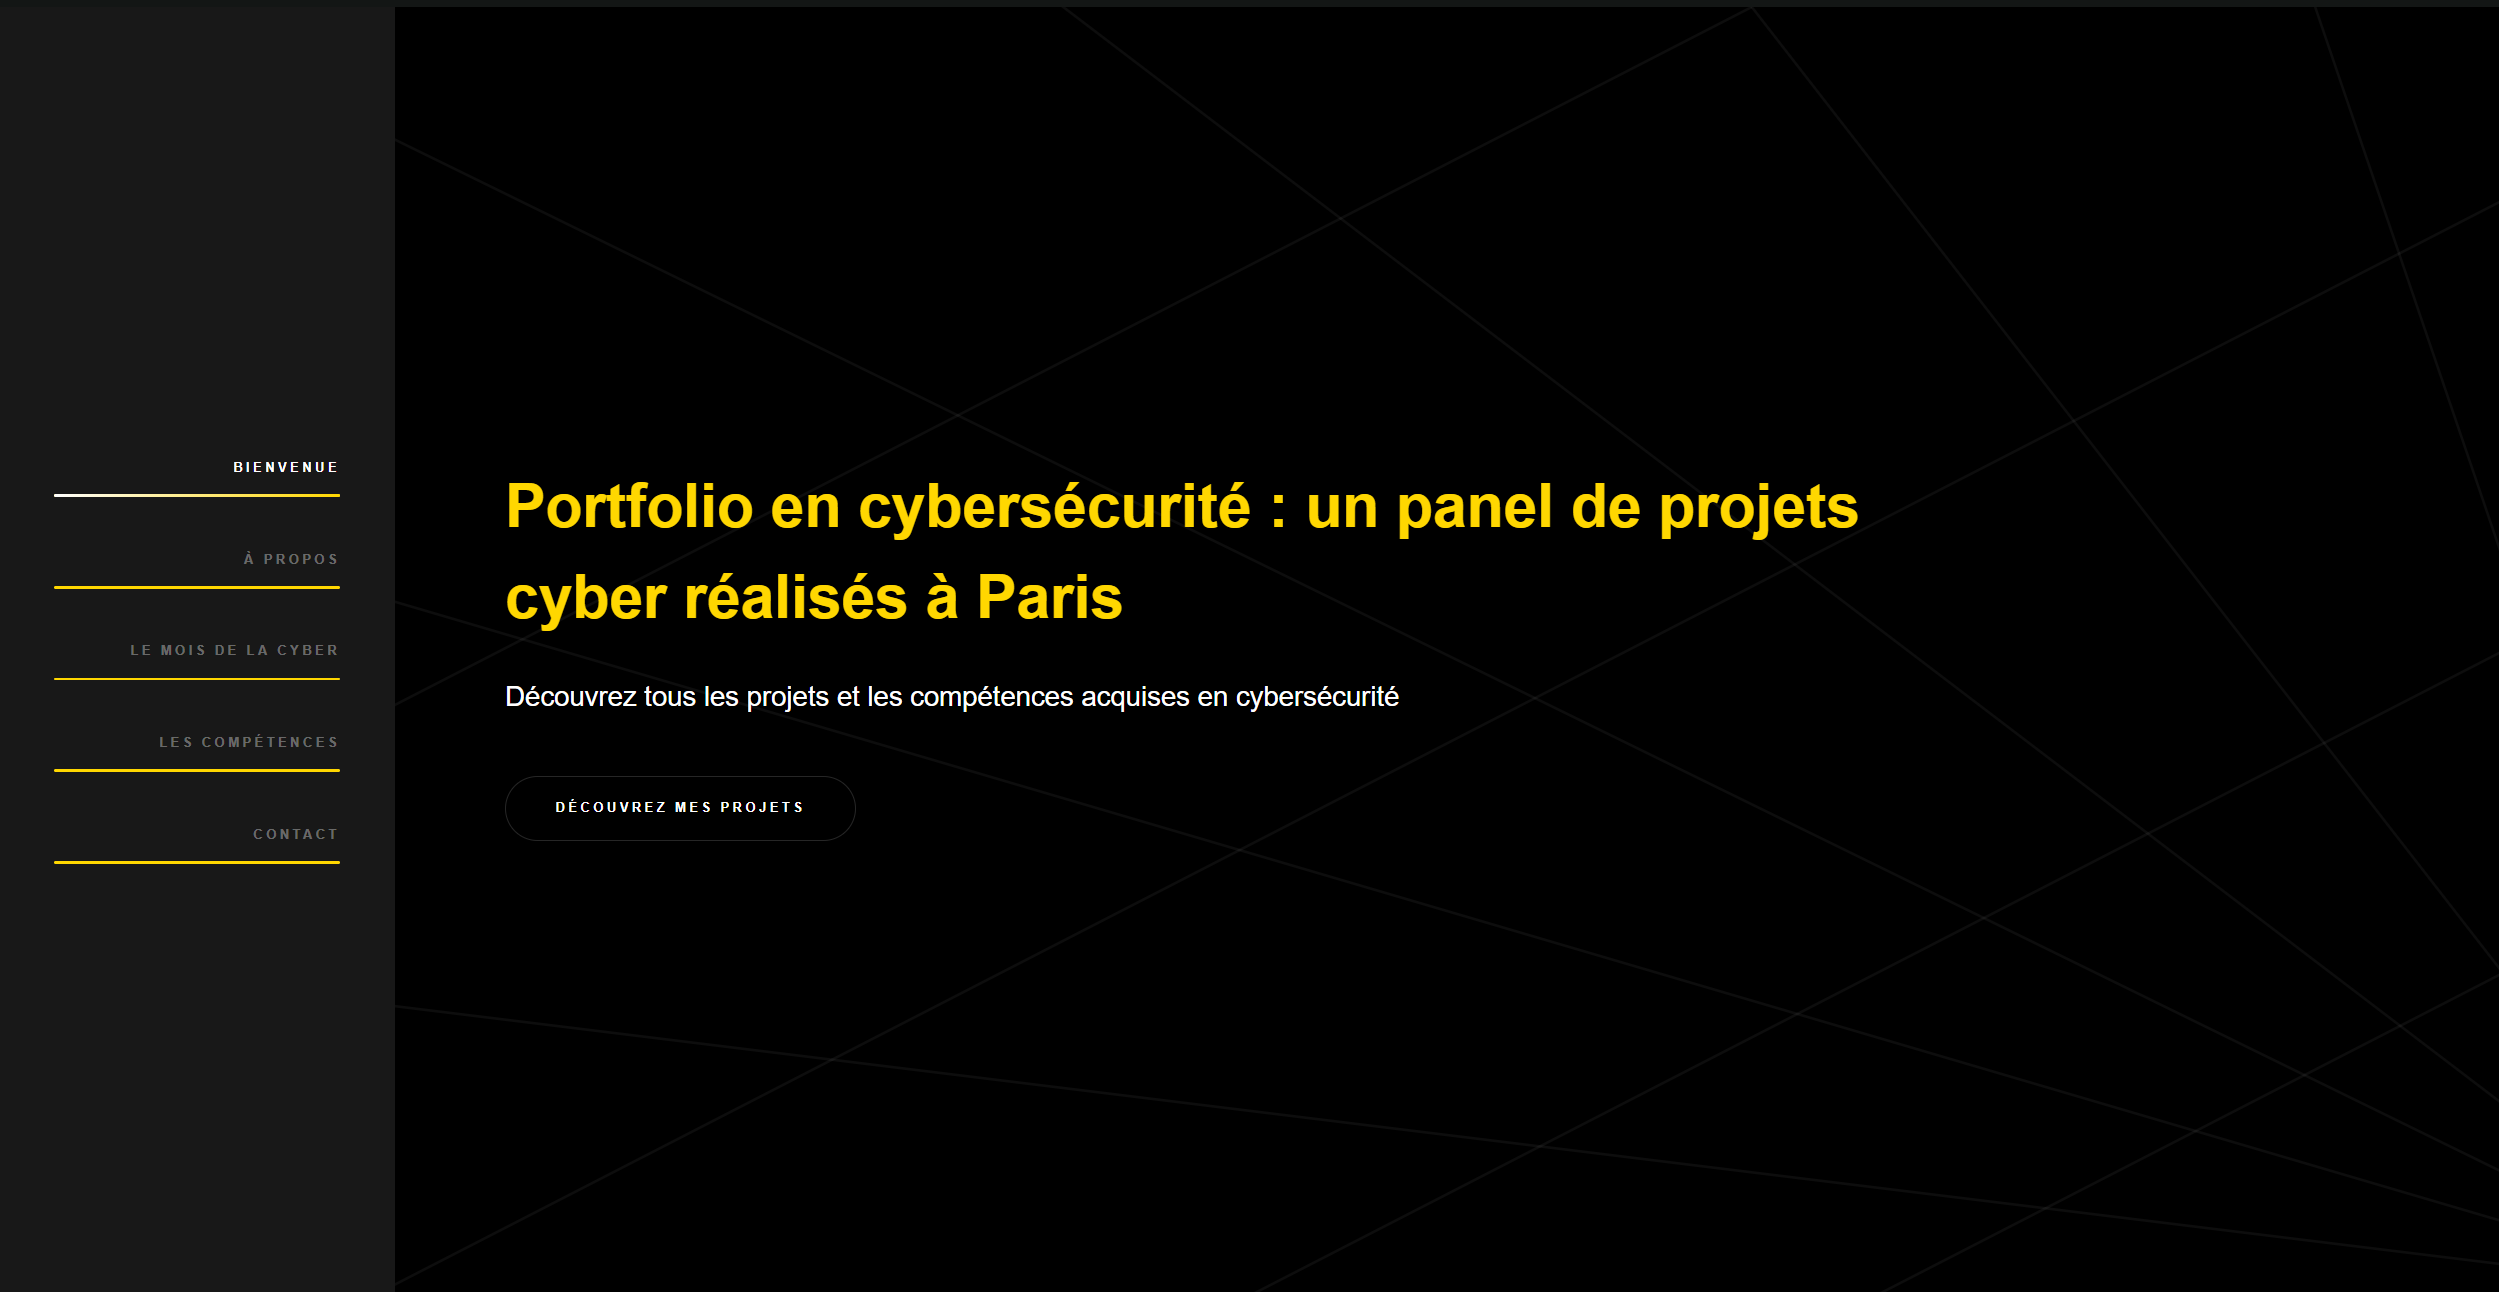 BIENVENUE
À PROPOS
LE MOIS DE LA CYBER
LES COMPÉTENCES
CONTACT
Portfolio en cybersécurité : un panel de projets
cyber réalisés à Paris
Découvrez tous les projets et les compétences acquises en cybersécurité
DÉCOUVREZ MES PROJETS